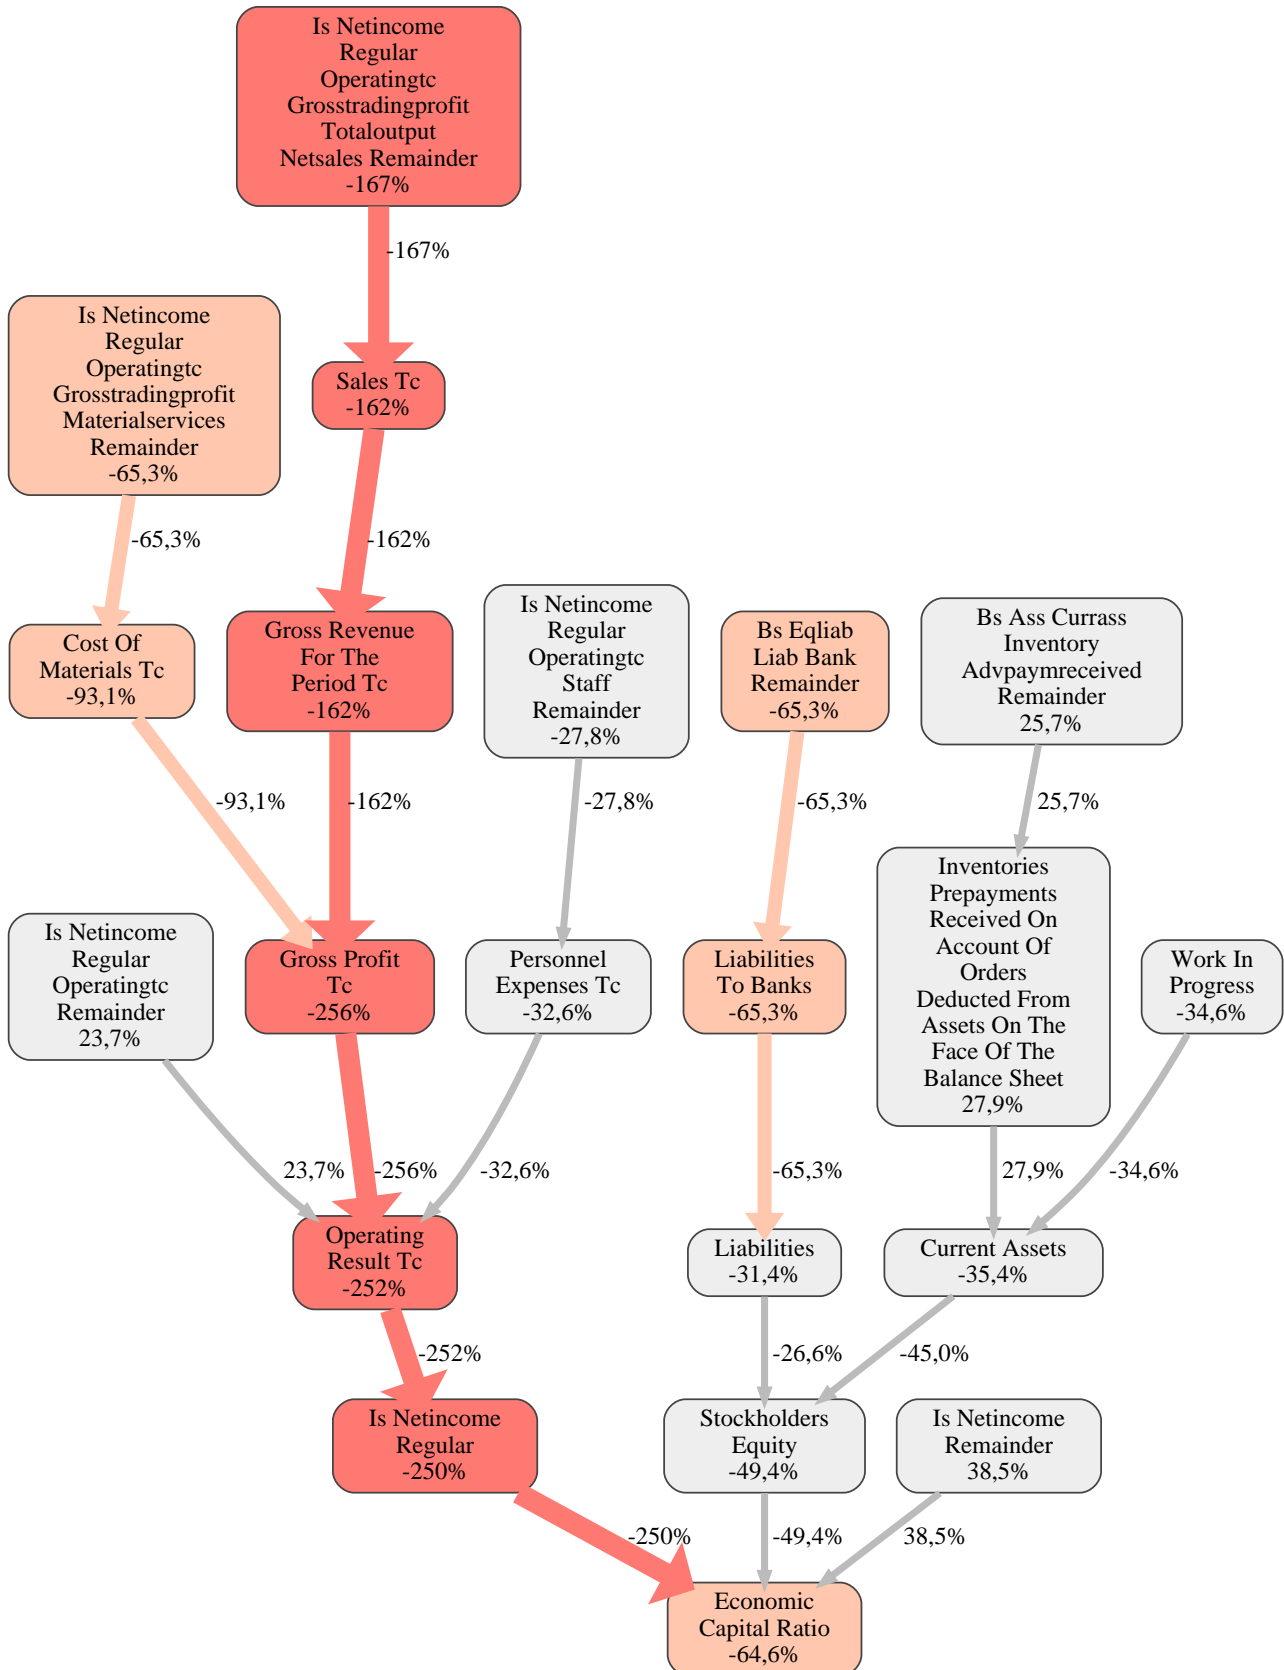 Is Netincome
Regular
Operatingtc
Grosstradingprofit
Totaloutput
Netsales Remainder
-167%
-167%
Is Netincome
Regular
Operatingtc
Grosstradingprofit
Materialservices
Remainder
-65,3%
Sales Tc
-162%
-65,3%
-162%
Cost Of
Materials Tc
-93,1%
Gross Revenue
For The
Period Tc
-162%
Is Netincome
Regular
Operatingtc
Staff
Remainder
-27,8%
Bs Eqliab
Liab Bank
Remainder
-65,3%
Bs Ass Currass
Inventory
Advpaymreceived
Remainder
25,7%
-93,1%
-162%
-27,8%
-65,3%
25,7%
Is Netincome
Regular
Operatingtc
Remainder
23,7%
Gross Profit
Tc
-256%
Personnel
Expenses Tc
-32,6%
Liabilities
To Banks
-65,3%
Inventories
Prepayments
Received On
Account Of
Orders
Deducted From
Assets On The
Face Of The
Balance Sheet
27,9%
Work In
Progress
-34,6%
23,7%
-256%
-32,6%
-65,3%
27,9%
-34,6%
Operating
Result Tc
-252%
Liabilities
-31,4%
Current Assets
-35,4%
-252%
-26,6%
-45,0%
Is Netincome
Regular
-250%
Stockholders
Equity
-49,4%
Is Netincome
Remainder
38,5%
-250%
-49,4%
38,5%
Economic
Capital Ratio
-64,6%